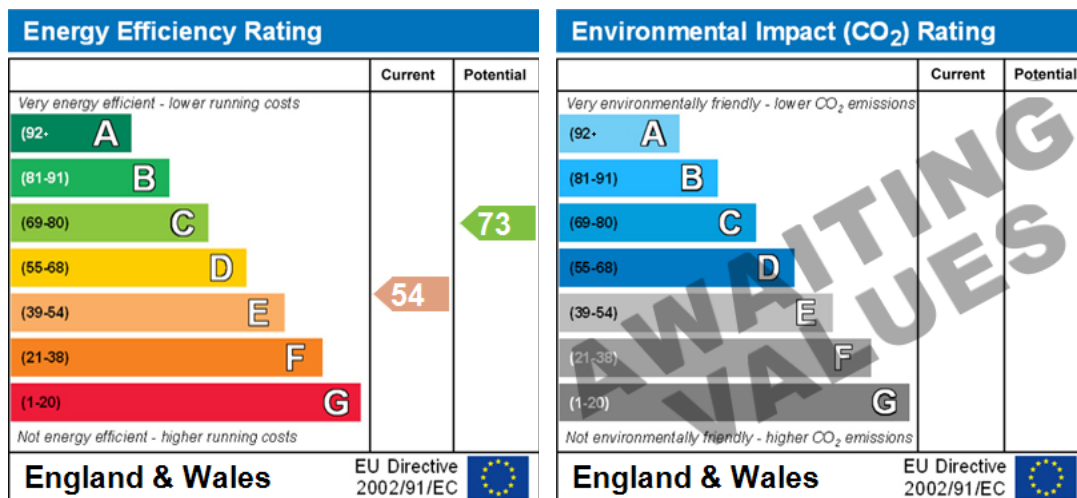 Energy Efficiency Rating
Current Potential
Very energy efficient - lower running costs
(92- A
(81-91) B
(69-80) C
73
(55-68) D
54
(39-54) E
(21-38) F
(1-20) G
Not energy efficient - higher running costs
England & Wales
EU Directive
2002/91/EC
Environmental Impact (CO₂) Rating
Current Potential
Very environmentally friendly - lower CO₂ emissions
(92- A
(81-91) B
(69-80) C
(55-68) D
(39-54) E
(21-38) F
(1-20) G
AWAITING
VALUES
Not environmentally friendly - higher CO₂ emissions
England & Wales
EU Directive
2002/91/EC